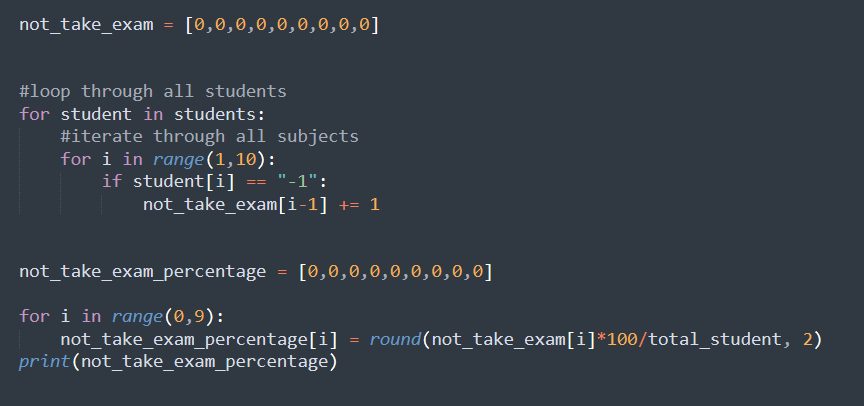 not_take_exam = [0,0,0,0,0,0,0,0,0]
#loop through all students
for student in students:
#iterate through all subjects
for i in range(1,10):
if student[i] == "-1":
not_take_exam[i-1] += 1
not_take_exam_percentage = [0,0,0,0,0,0,0,0,0]
for i in range(0,9):
not_take_exam_percentage[i] = round(not_take_exam[i]*100/total_student, 2)
print(not_take_exam_percentage)